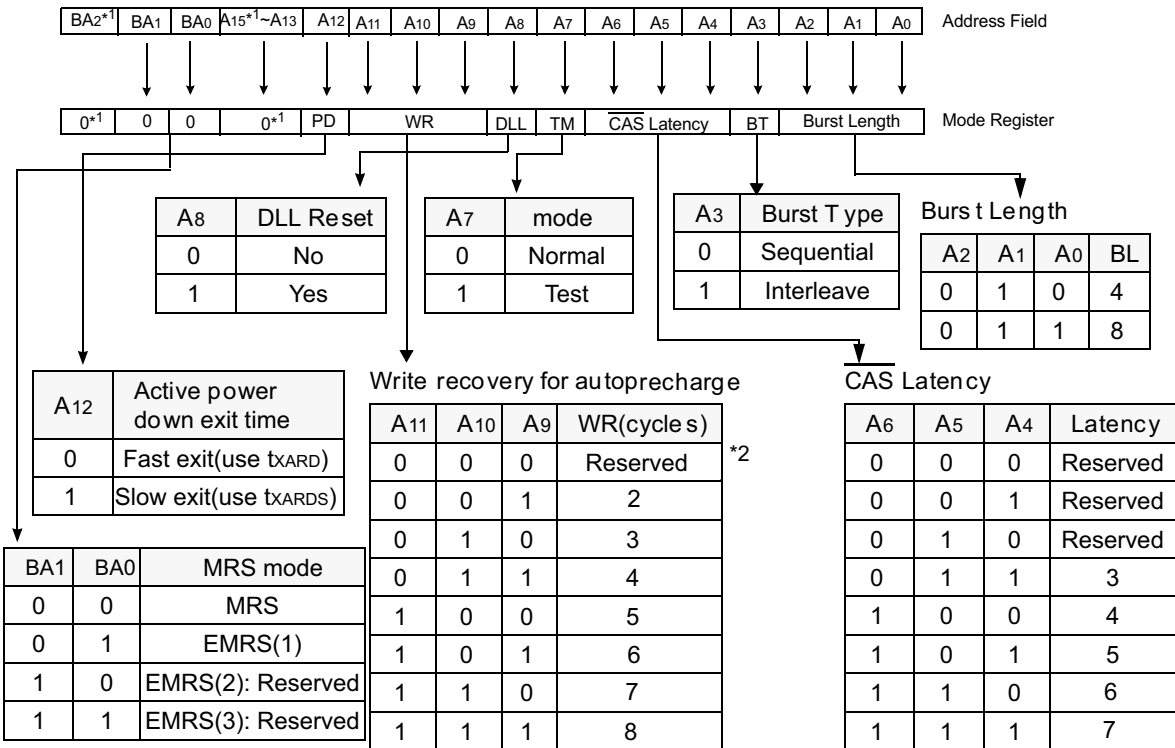 BA2*1 BA1 BA0 A15*1~A13 A12 A11 A10 A9 A8 A7 A6 A5 A4 A3 A2 A1 A0 Address Field
0*1 0 0 0*1 PD WR DLL TM CAS Latency BT Burst Length Mode Register
A8 DLL Reset
0 No
1 Yes
A7 mode
0 Normal
1 Test
A3 Burst Type
0 Sequential
1 Interleave
Burst Length
A2 A1 A0 BL
0 1 0 4
0 1 1 8
A12 Active power
down exit time
0 Fast exit(use tXARD)
1 Slow exit(use tXARDS)
Write recovery for autoprecharge
A11 A10 A9 WR(cycles)
0 0 0 Reserved *2
0 0 1 2
0 1 0 3
0 1 1 4
1 0 0 5
1 0 1 6
1 1 0 7
1 1 1 8
CAS Latency
A6 A5 A4 Latency
0 0 0 Reserved
0 0 1 Reserved
0 1 0 Reserved
0 1 1 3
1 0 0 4
1 0 1 5
1 1 0 6
1 1 1 7
BA1 BA0 MRS mode
0 0 MRS
0 1 EMRS(1)
1 0 EMRS(2): Reserved
1 1 EMRS(3): Reserved